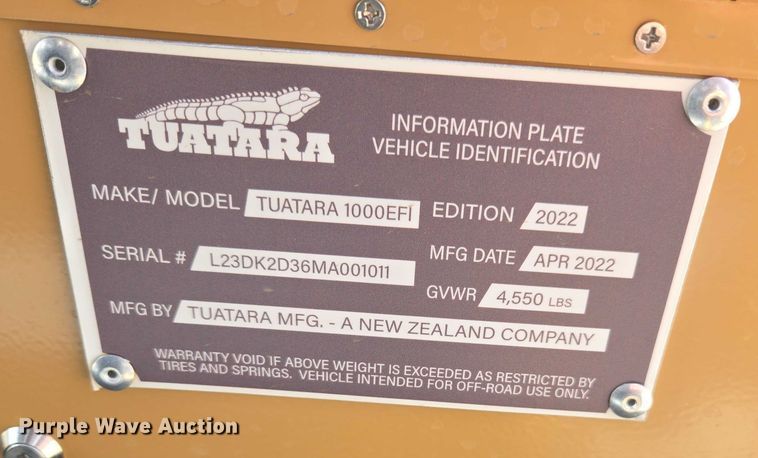 TUATARA
INFORMATION PLATE
VEHICLE IDENTIFICATION
MAKE/ MODEL TUATARA 1000EFI EDITION 2022
SERIAL # L23DK2D36MA001011 MFG DATE APR 2022
GVWR 4,550 LBS
MFG BY TUATARA MFG. - A NEW ZEALAND COMPANY
WARRANTY VOID IF ABOVE WEIGHT IS EXCEEDED AS RESTRICTED BY
TIRES AND SPRINGS. VEHICLE INTENDED FOR OFF-ROAD USE ONLY.
Purple Wave Auction